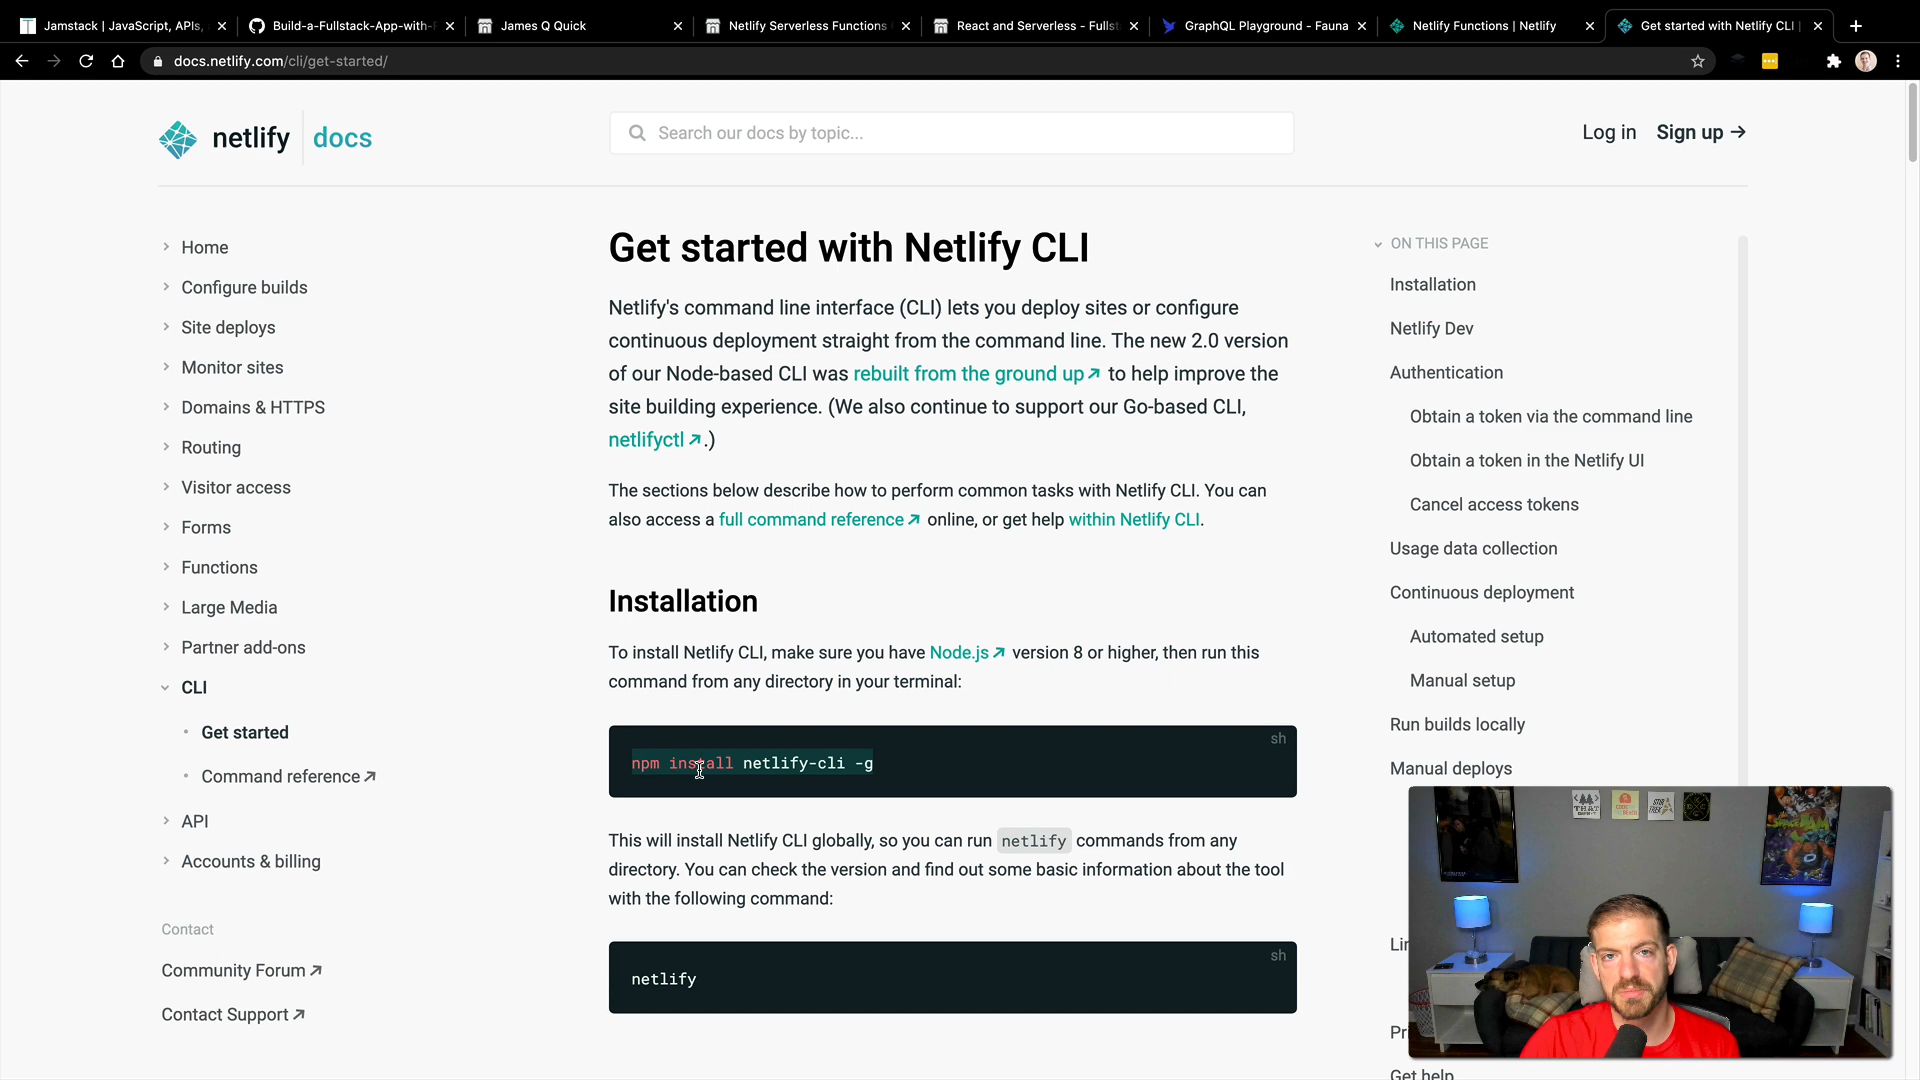 Jamstack | JavaScript, APIs,
Build-a-Fullstack-App-with-
James Q Quick
Netlify Serverless Functions
React and Serverless - Fullst
GraphQL Playground - Fauna
Netlify Functions | Netlify
Get started with Netlify CLI |
docs.netlify.com/cli/get-started/
netlify docs
Search our docs by topic...
Log in
Sign up →
Home
Configure builds
Site deploys
Monitor sites
Domains & HTTPS
Routing
Visitor access
Forms
Functions
Large Media
Partner add-ons
CLI
Get started
Command reference
API
Accounts & billing
Contact
Community Forum
Contact Support
Get started with Netlify CLI
Netlify's command line interface (CLI) lets you deploy sites or configure
continuous deployment straight from the command line. The new 2.0 version
of our Node-based CLI was rebuilt from the ground up to help improve the
site building experience. (We also continue to support our Go-based CLI,
netlifyctl .)
The sections below describe how to perform common tasks with Netlify CLI. You can
also access a full command reference online, or get help within Netlify CLI.
Installation
To install Netlify CLI, make sure you have Node.js version 8 or higher, then run this
command from any directory in your terminal:
sh
npm install netlify-cli -g
This will install Netlify CLI globally, so you can run netlify commands from any
directory. You can check the version and find out some basic information about the tool
with the following command:
sh
netlify
ON THIS PAGE
Installation
Netlify Dev
Authentication
Obtain a token via the command line
Obtain a token in the Netlify UI
Cancel access tokens
Usage data collection
Continuous deployment
Automated setup
Manual setup
Run builds locally
Manual deploys
Get help